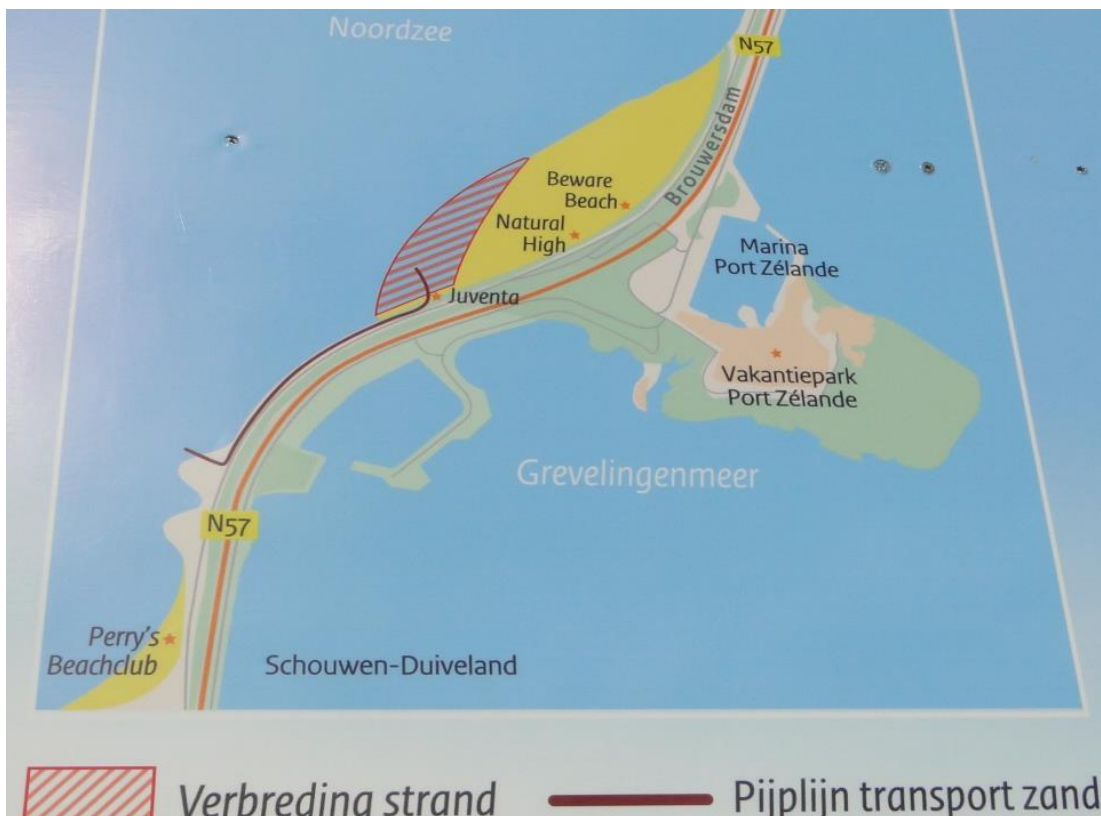 Noordzee
N57
Brouwersdam
Beware
Beach
Natural
High
Marina
Port Zélande
Juventa
Vakantiepark
Port Zélande
Grevelingenmeer
N57
Perry's
Beachclub
Schouwen-Duiveland
Verbreding strand
Pijplijn transport zand